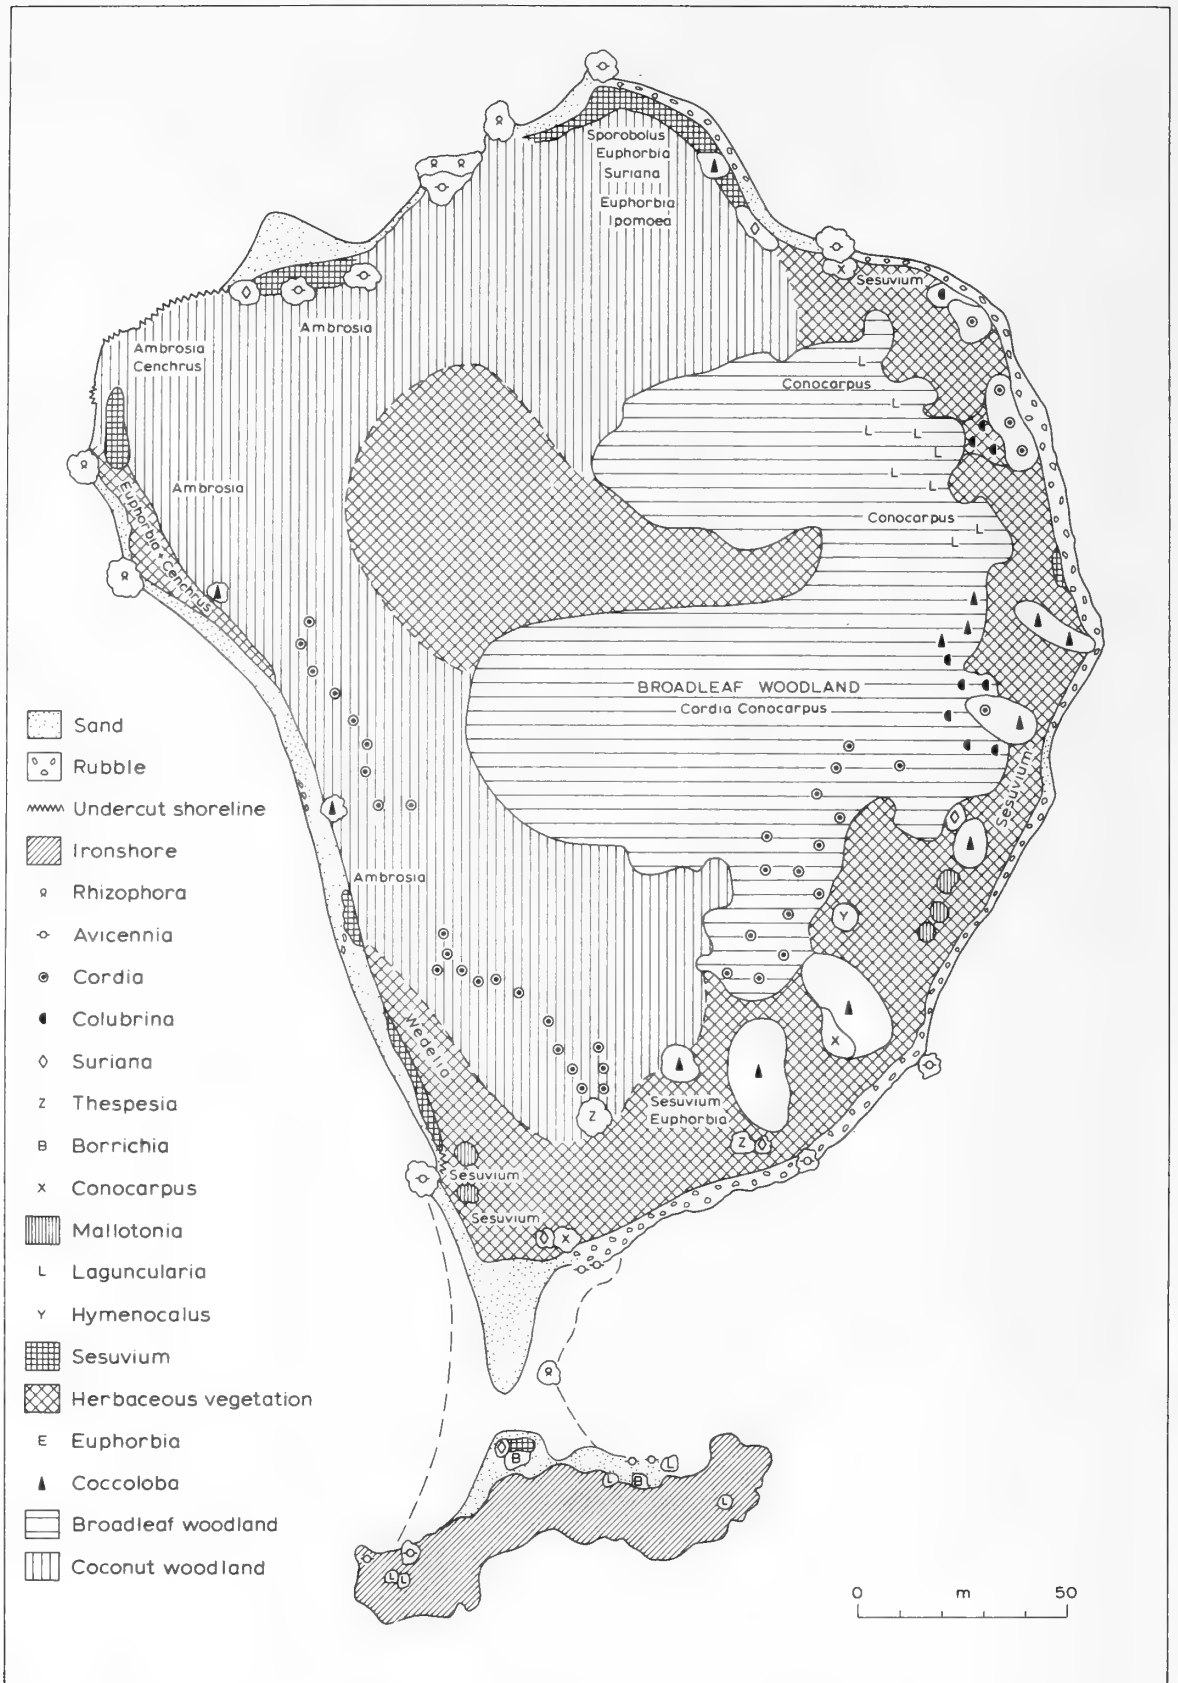 Sporobolus
Euphorbia
Suriana
Euphorbia
Ipomoea
Sesuvium
Ambrosia
Ambrosia
Cenchrus
Conocarpus
L
L
L
L
L
L
L
Ambrosia
Conocarpus
L
L
Euphorbia + Cenchrus
BROADLEAF WOODLAND
Cordia Conocarpus
Sesuvium
Ambrosia
Y
Wedelia
X
Z
Sesuvium
Euphorbia
Z
Sesuvium
Sesuvium
X
X
B
L
L
B
L
L
L
Sand
Rubble
Undercut shoreline
Ironshore
Rhizophora
Avicennia
Cordia
Colubrina
Suriana
Z Thespesia
B Borrichia
X Conocarpus
Mallotonia
L Laguncularia
Y Hymenocalus
Sesuvium
Herbaceous vegetation
E Euphorbia
Coccoloba
Broadleaf woodland
Coconut woodland
0 m 50